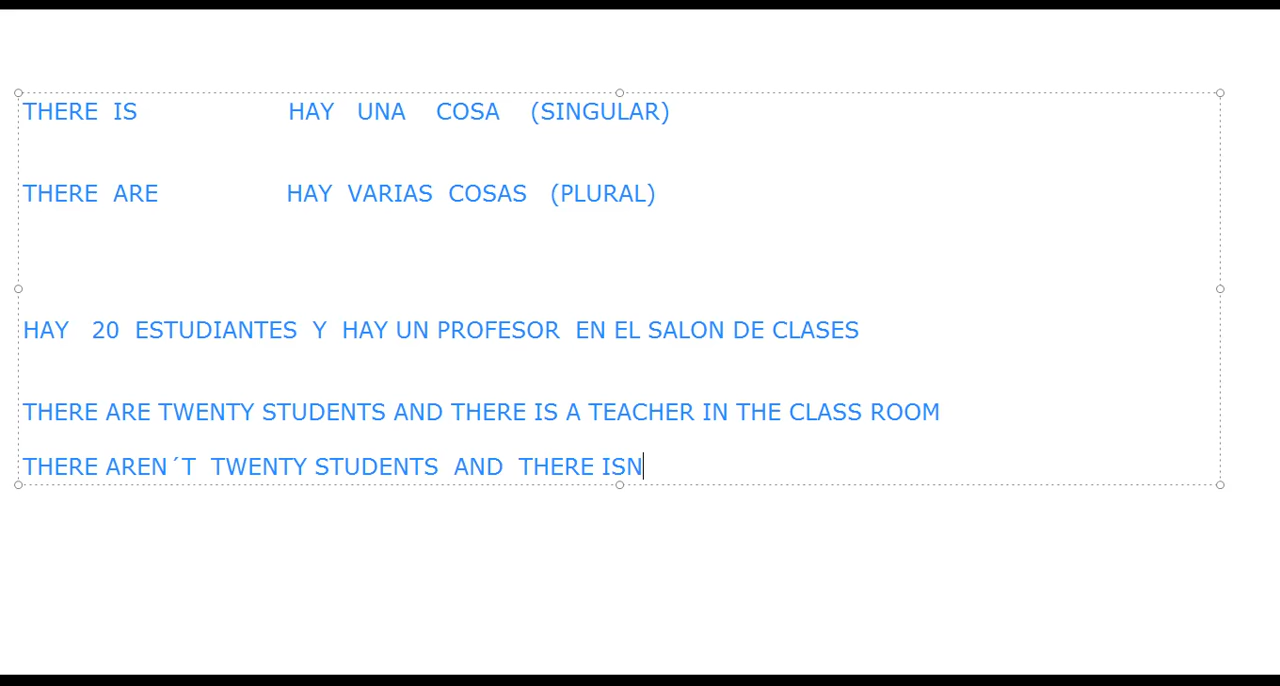 THERE IS HAY UNA COSA (SINGULAR)
THERE ARE HAY VARIAS COSAS (PLURAL)
HAY 20 ESTUDIANTES Y HAY UN PROFESOR EN EL SALON DE CLASES
THERE ARE TWENTY STUDENTS AND THERE IS A TEACHER IN THE CLASS ROOM
THERE AREN´T TWENTY STUDENTS AND THERE ISN